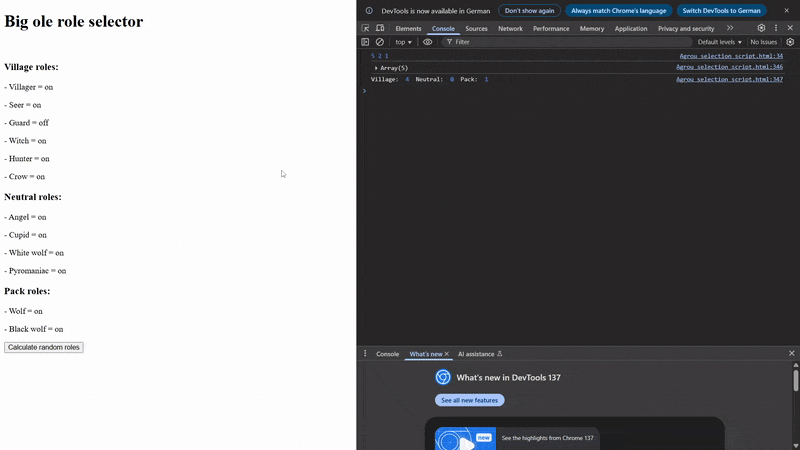 Big ole role selector
Village roles:
- Villager = on
- Seer = on
- Guard = off
- Witch = on
- Hunter = on
- Crow = on
Neutral roles:
- Angel = on
- Cupid = on
- White wolf = on
- Pyromaniac = on
Pack roles:
- Wolf = on
- Black wolf = on
Calculate random roles
DevTools is now available in German Don't show again Always match Chrome's language Switch DevTools to German
Elements Console Sources Network Performance Memory Application Privacy and security
top Filter Default levels No Issues
5 2 1 Agrou selection script.html:34
Array(5) Agrou selection script.html:346
Village: 4 Neutral: 0 Pack: 1 Agrou selection script.html:347
Console What's new AI assistance
What's new in DevTools 137
See all new features
new
See the highlights from Chrome 137